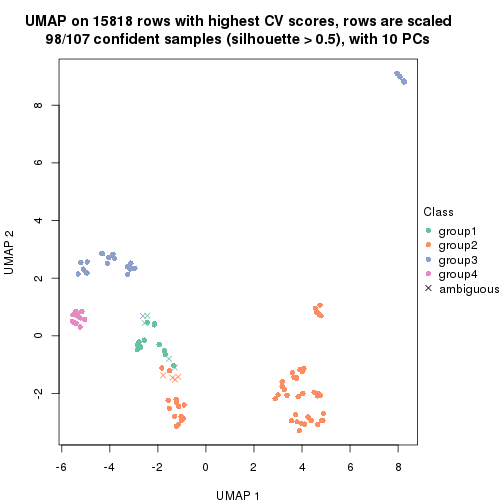 UMAP on 15818 rows with highest CV scores, rows are scaled
98/107 confident samples (silhouette > 0.5), with 10 PCs
8
6
4
2
0
-2
UMAP 2
-6
-4
-2
0
2
4
6
8
UMAP 1
Class
group1
group2
group3
group4
ambiguous